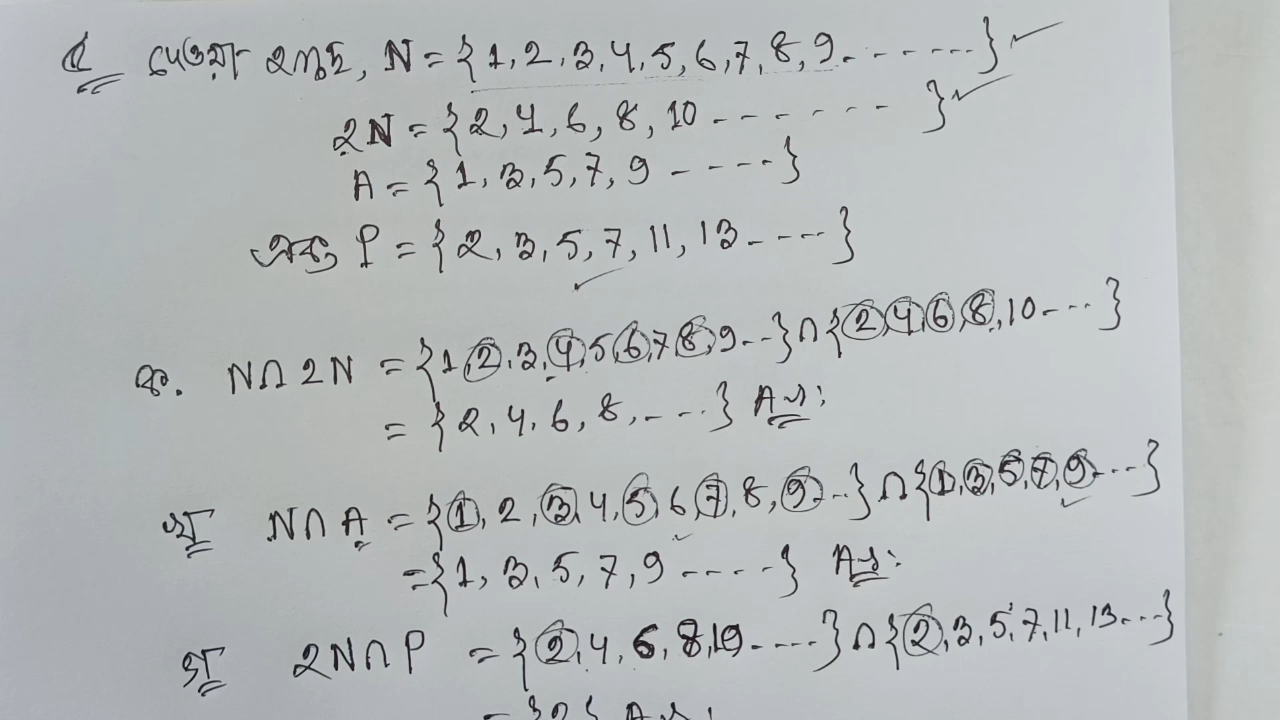 ৫ দেওয়া হলো, N = {1, 2, 3, 4, 5, 6, 7, 8, 9.......}
2N = {2, 4, 6, 8, 10 -------}
A = {1, 3, 5, 7, 9 -----}
এবং P = {2, 3, 5, 7, 11, 13-----}
ক. N∩2N = {1, 2, 3, 4, 5, 6, 7, 8, 9---}∩{2, 4, 6, 8, 10----}
= {2, 4, 6, 8, ----} Ans:
N∩A = {1, 2, 3, 4, 5, 6, 7, 8, 9---}∩{1, 3, 5, 7, 9----}
= {1, 3, 5, 7, 9-----} Ans:
2N∩P = {2, 4, 6, 8, 10-----}∩{2, 3, 5, 7, 11, 13---}
= {2} Ans: